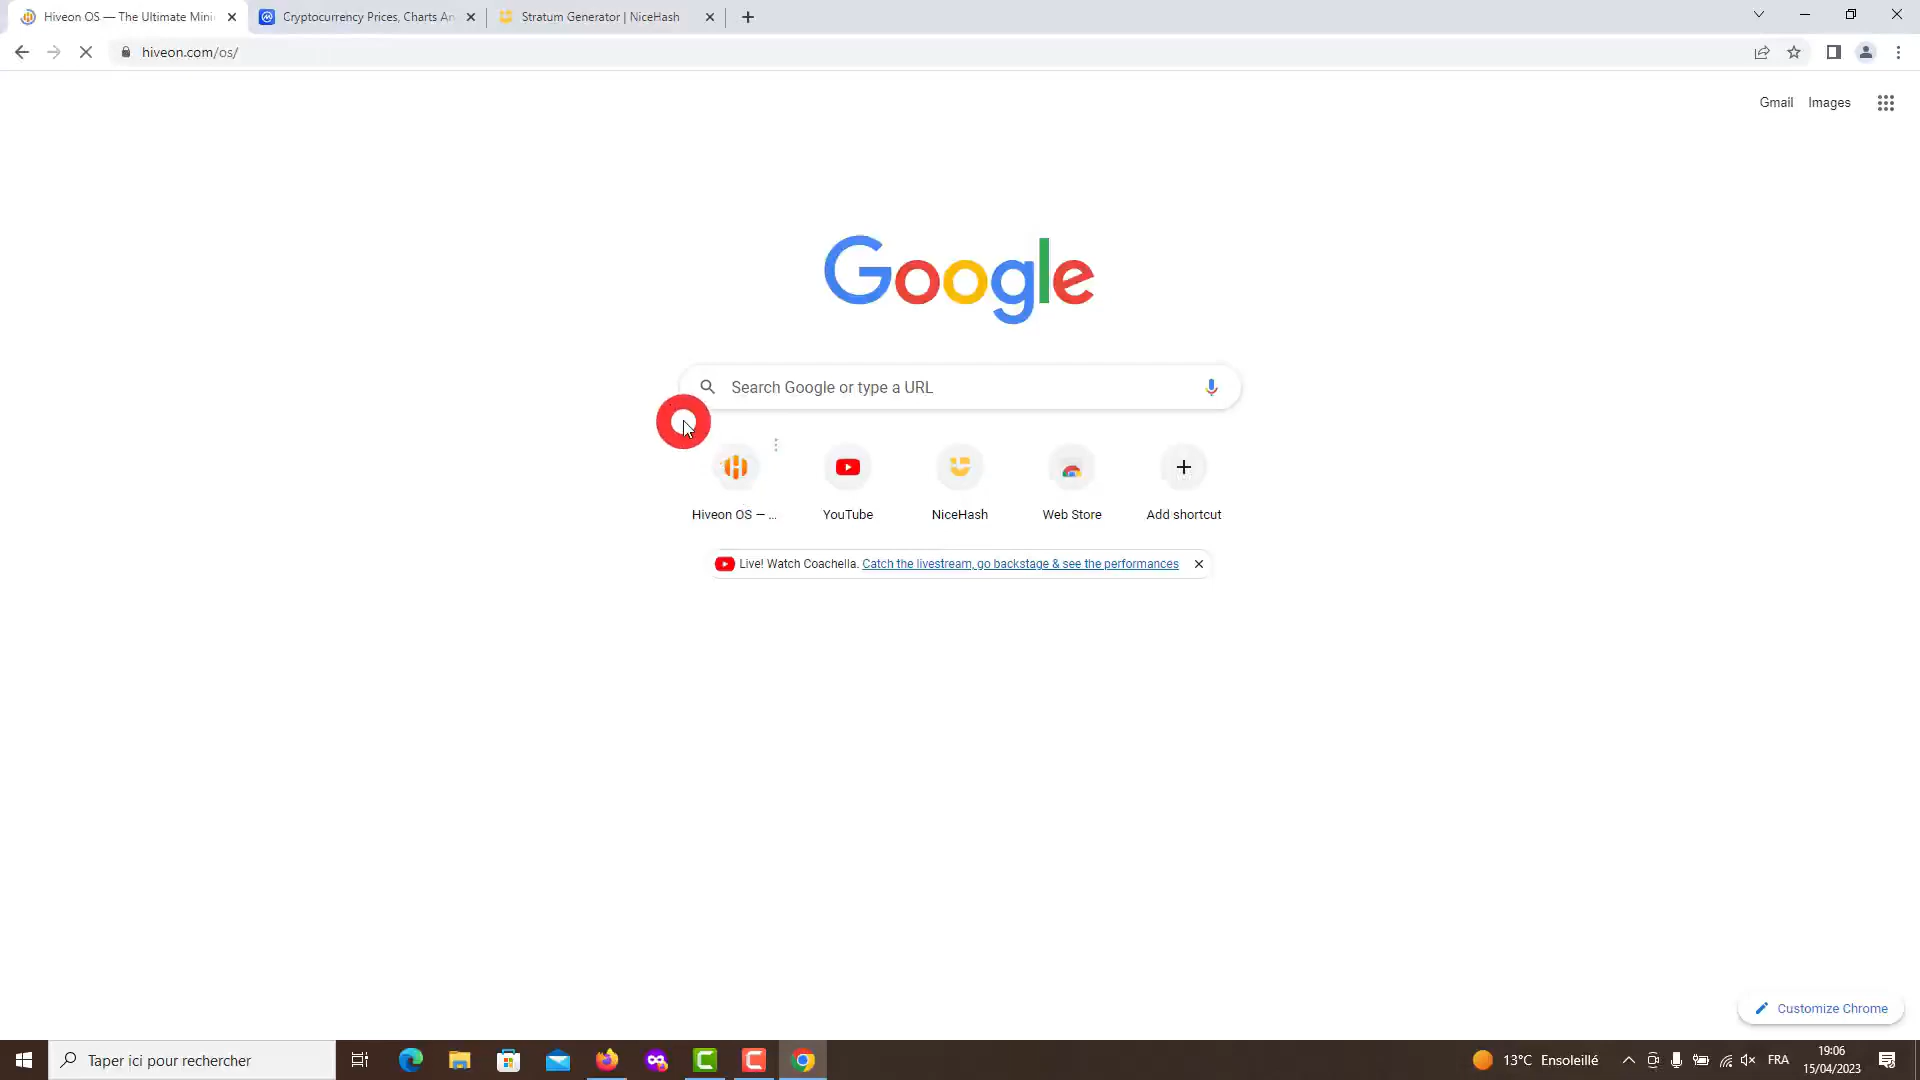 Hiveon OS — The Ultimate Mini
Cryptocurrency Prices, Charts An
Stratum Generator | NiceHash
hiveon.com/os/
Gmail Images
Google
Search Google or type a URL
Hiveon OS — ... YouTube NiceHash Web Store Add shortcut
Live! Watch Coachella. Catch the livestream, go backstage & see the performances
Customize Chrome
Taper ici pour rechercher
13°C Ensoleillé
FRA
19:06
15/04/2023